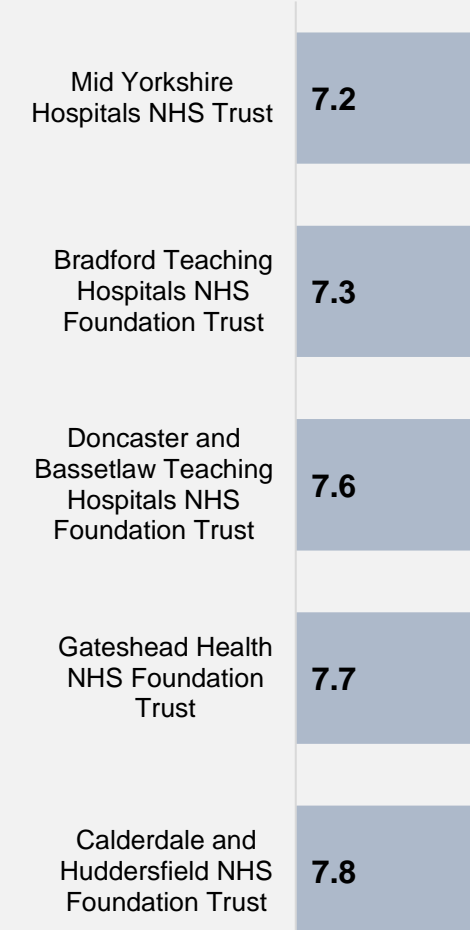 Mid Yorkshire
Hospitals NHS Trust
7.2
Bradford Teaching
Hospitals NHS
Foundation Trust
7.3
Doncaster and
Bassetlaw Teaching
Hospitals NHS
Foundation Trust
7.6
Gateshead Health
NHS Foundation
Trust
7.7
Calderdale and
Huddersfield NHS
Foundation Trust
7.8